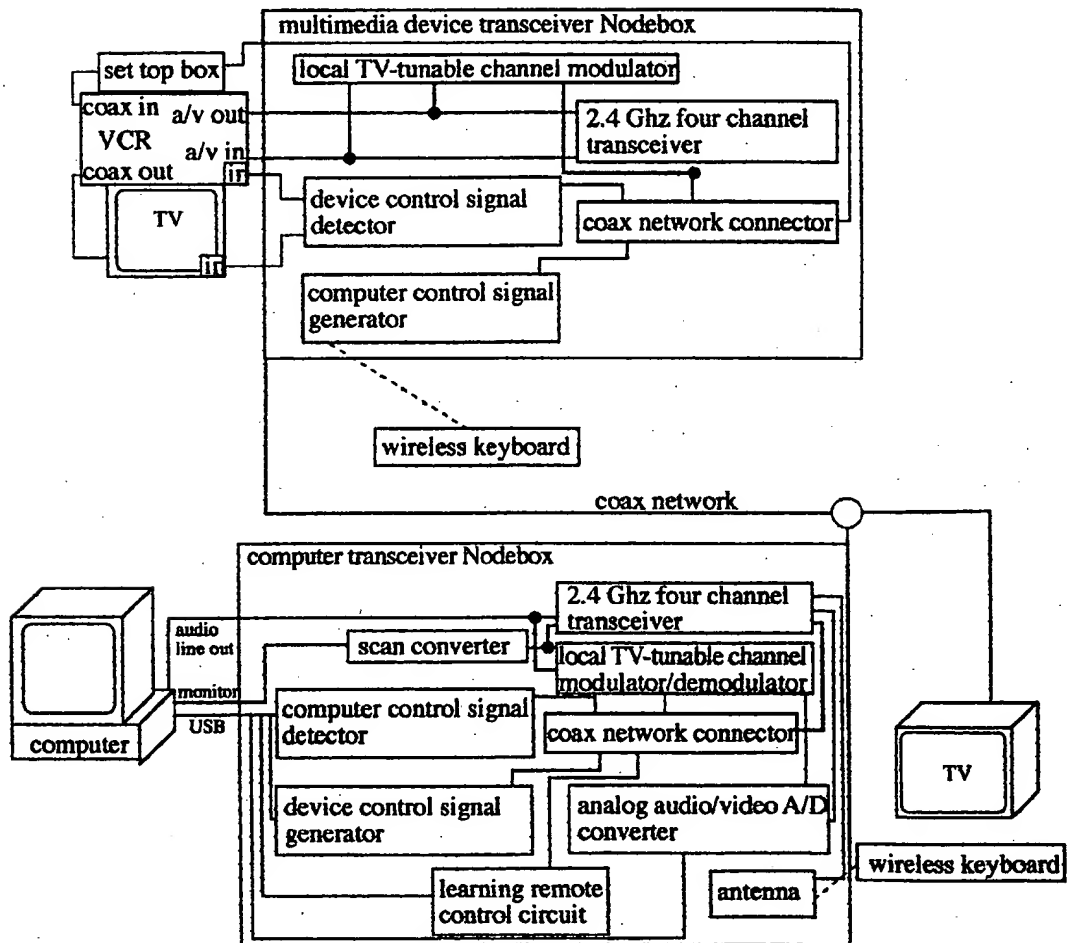 multimedia device transceiver Nodebox
set top box
local TV-tunable channel modulator
coax in
a/v out
VCR
a/v in
coax out
ir
2.4 Ghz four channel
transceiver
TV
ir
device control signal
detector
coax network connector
computer control signal
generator
wireless keyboard
coax network
computer transceiver Nodebox
2.4 Ghz four channel
transceiver
audio
line out
scan converter
local TV-tunable channel
modulator/demodulator
monitor
USB
computer
computer control signal
detector
coax network connector
TV
device control signal
generator
analog audio/video A/D
converter
wireless keyboard
learning remote
control circuit
antenna